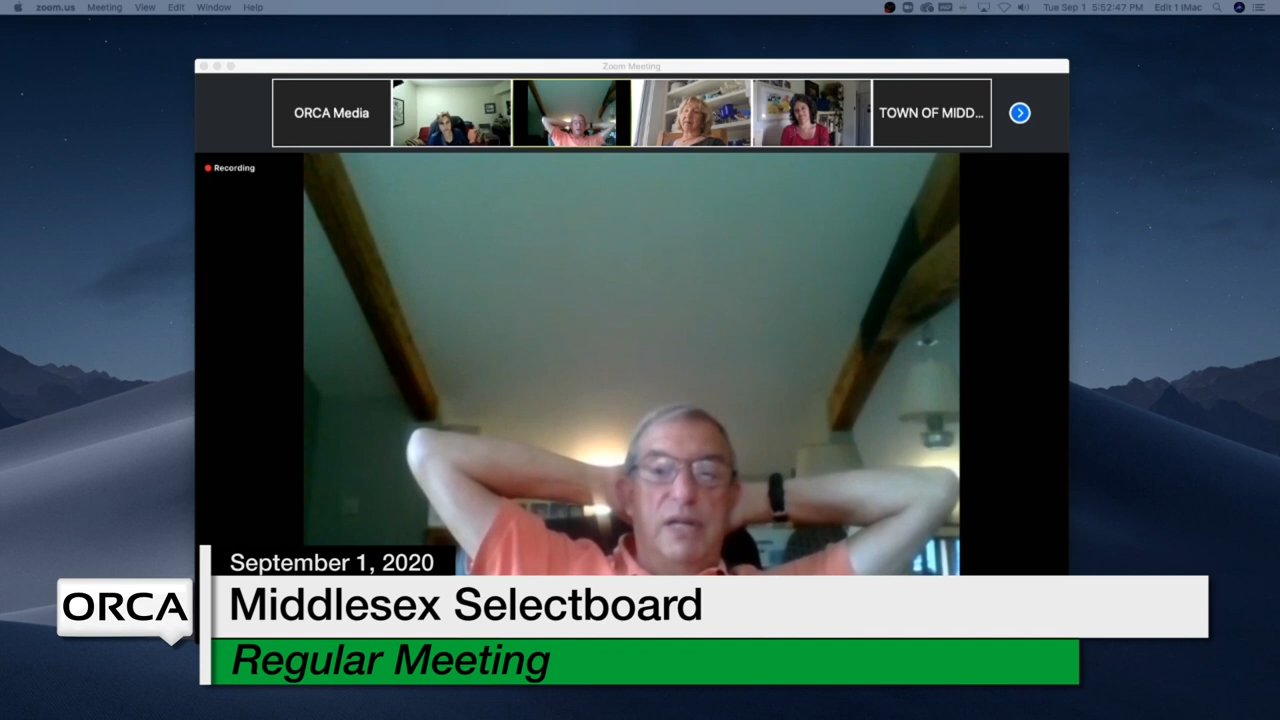 zoom.us Meeting View Edit Window Help Tue Sep 1 5:52:47 PM Edit 1 iMac
Zoom Meeting
ORCA Media
TOWN OF MIDD...
Recording
September 1, 2020
ORCA
Middlesex Selectboard
Regular Meeting